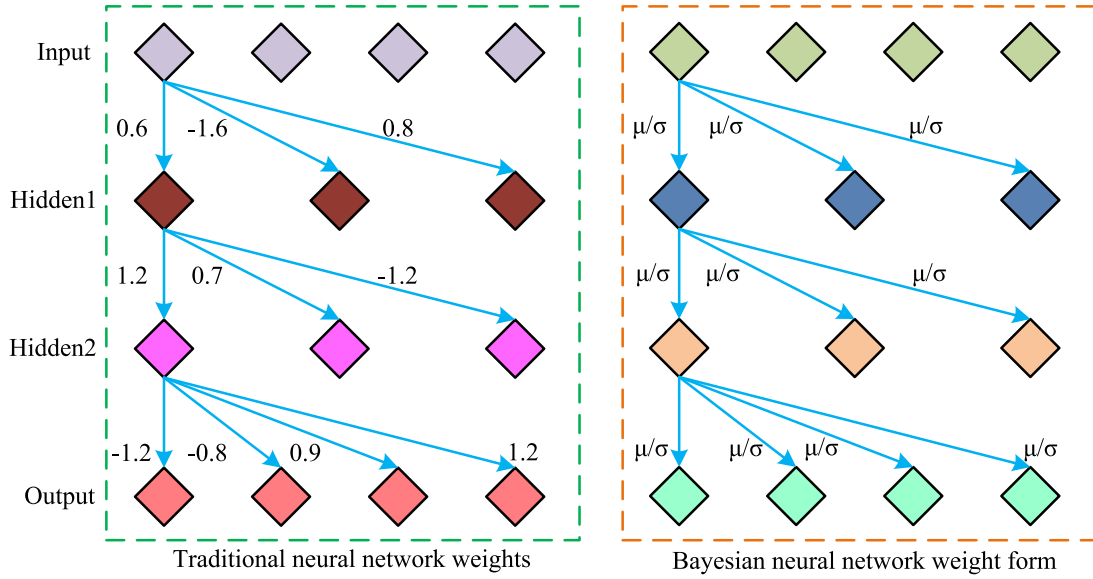 Input
0.6 -1.6 0.8
μ/σ μ/σ μ/σ
Hidden1
1.2 0.7 -1.2
μ/σ μ/σ μ/σ
Hidden2
-1.2 -0.8 0.9 1.2
μ/σ μ/σ μ/σ μ/σ
Output
Traditional neural network weights
Bayesian neural network weight form